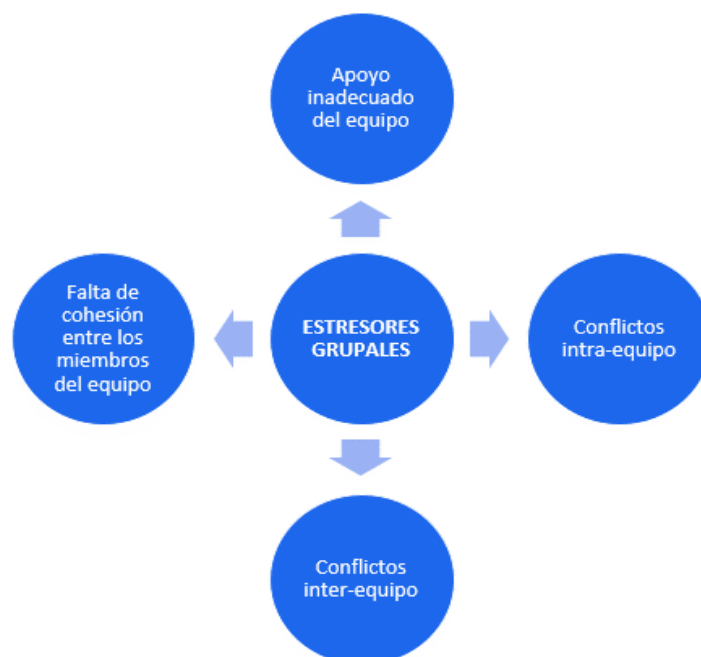 Apoyo
inadecuado
del equipo
Falta de
cohesión
entre los
miembros
del equipo
ESTRESORES
GRUPALES
Conflictos
intra-equipo
Conflictos
inter-equipo